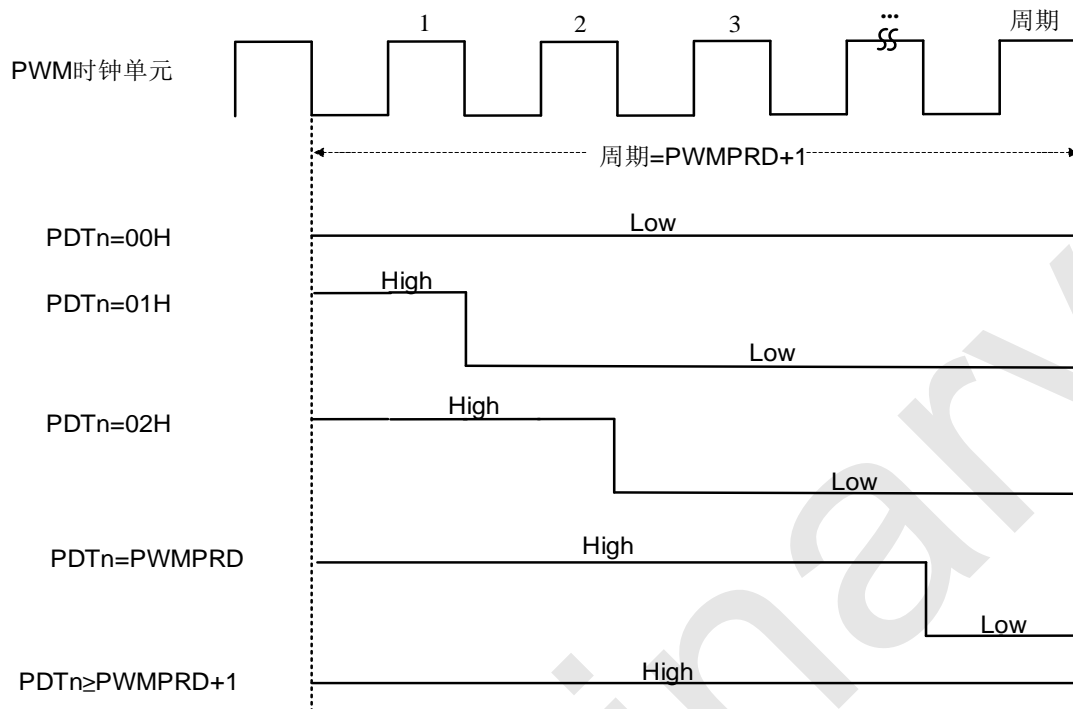 1 2 3 ... 周期
PWM时钟单元
周期=PWMPRD+1
PDTn=00H Low
PDTn=01H High
Low
PDTn=02H High
Low
PDTn=PWMPRD High
Low
PDTn≥PWMPRD+1 High
inary